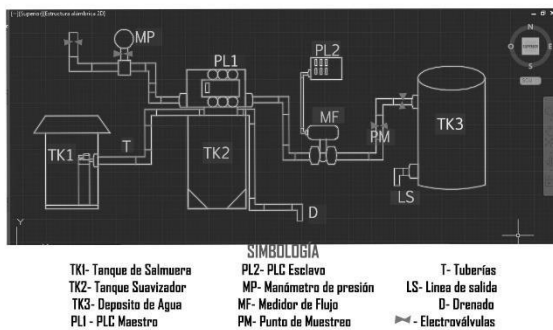 [-][Superior][Estructura alámbrica 2D]
MP
PL1
PL2
N
MF
TK3
PM
T
TK1
TK2
LS
D
S
Y
SIMBOLOGÍA
TK1- Tanque de Salmuera
PL2- PLC Esclavo
T- Tuberías
TK2- Tanque Suavizador
MP- Manómetro de presión
LS- Linea de salida
TK3- Deposito de Agua
MF- Medidor de Flujo
D- Drenado
PL1 - PLC Maestro
PM- Punto de Muestreo
- Electroválvulas